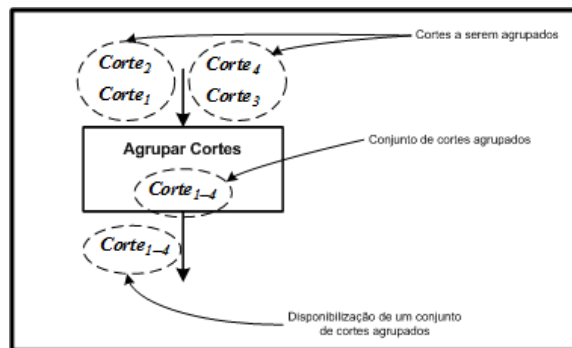 Cortes a serem agrupados
Corte2 Corte4
Corte1 Corte3
Agrupar Cortes
Conjunto de cortes agrupados
Corte1–4
Corte1–4
Disponibilização de um conjunto
de cortes agrupados